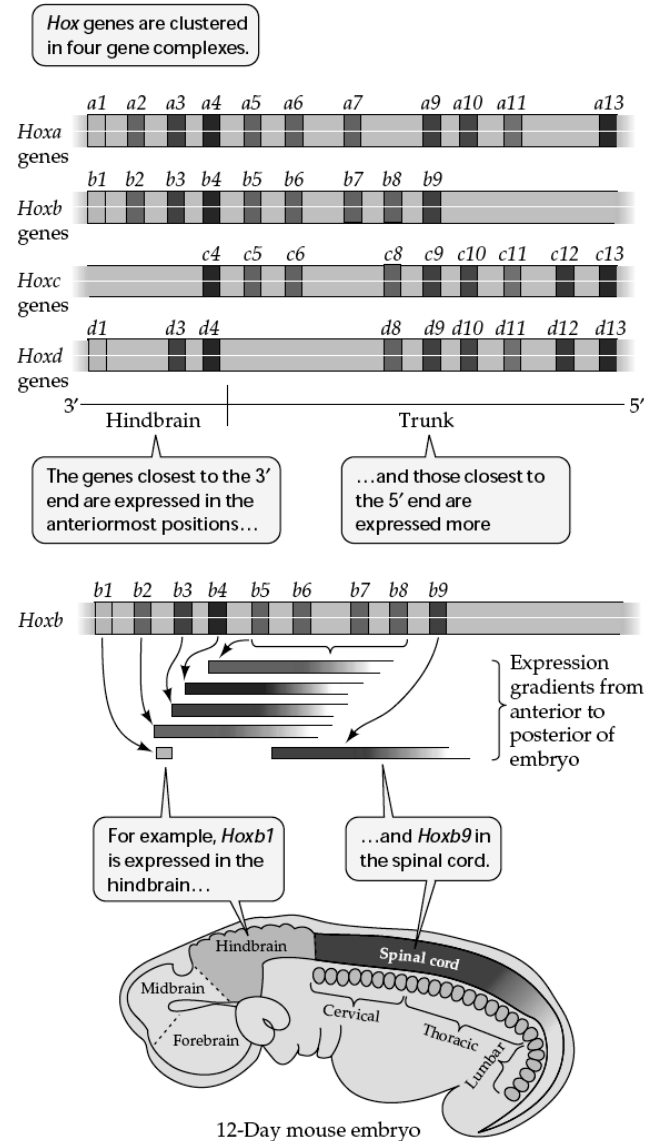 Hox genes are clustered
in four gene complexes.
a1 a2 a3 a4 a5 a6 a7 a9 a10 a11 a13
Hoxa
genes
b1 b2 b3 b4 b5 b6 b7 b8 b9
Hoxb
genes
c4 c5 c6 c8 c9 c10 c11 c12 c13
Hoxc
genes
d1 d3 d4 d8 d9 d10 d11 d12 d13
Hoxd
genes
3′ Hindbrain Trunk 5′
The genes closest to the 3′
end are expressed in the
anteriormost positions…
…and those closest to
the 5′ end are
expressed more
b1 b2 b3 b4 b5 b6 b7 b8 b9
Hoxb
Expression
gradients from
anterior to
posterior of
embryo
For example, Hoxb1
is expressed in the
hindbrain…
…and Hoxb9 in
the spinal cord.
Hindbrain
Spinal cord
Midbrain
Forebrain
Cervical
Thoracic
Lumbar
12-Day mouse embryo